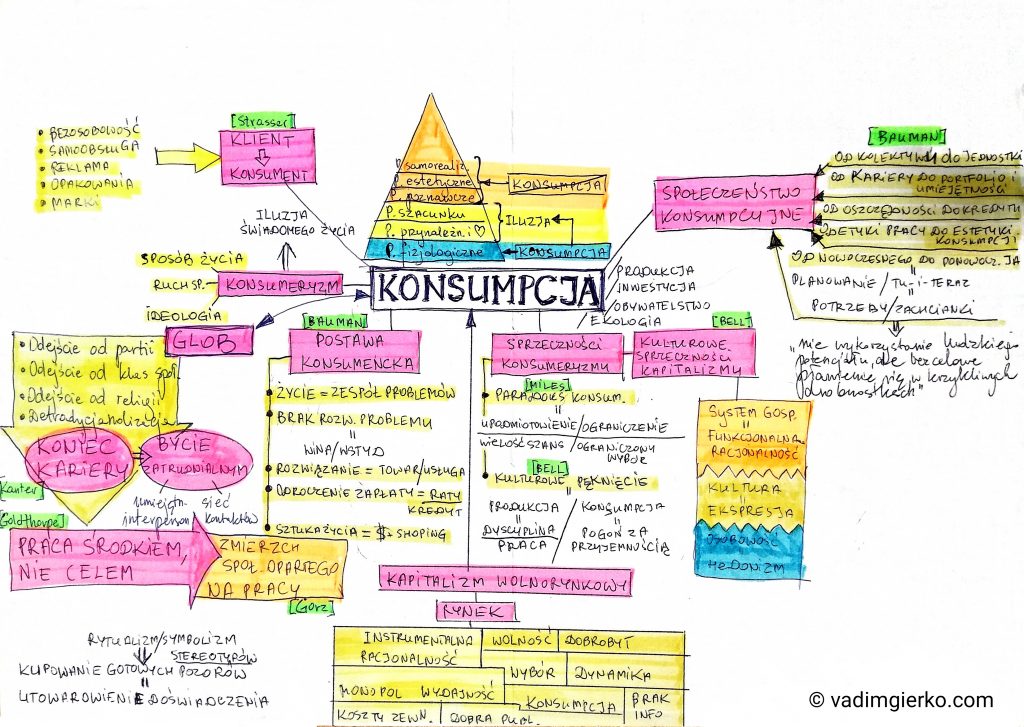 [Strasser]
KLIENT
KONSUMENT
• BEZOSOBOWOŚĆ
• SAMOOBSŁUGA
• REKLAMA
• OPAKOWANIA
• MARKI
ILUZJA
ŚWIADOMEGO ŻYCIA
SPOSÓB ŻYCIA
RUCH SP.
IDEOLOGIA
KONSUMERYZM
GLOB
P. samorealiz
P. estetyczne
P. poznawcze
P. SZACUNKU
P. przynależni
P. fizjologiczne
KONSUMPCJA
ILUZJA
KONSUMPCJA
KONSUMPCJA
[BAUMAN]
SPOŁECZEŃSTWO
KONSUMPCYJNE
OD KOLEKTYWU do JEDNOSTKI
OD KARIERY DO PORTFOLIO i
UMIEJĘTNOŚCI
OD OSZCZĘDNOŚCI DO KREDYTU
OD ETYKI PRACY DO ESTETYKI
KONSUMPCJI
OD NOWOCZESNEGO DO PONOWOCZ. JA
PLANOWANIE / TU-i-TERAZ
POTRZEBY / ZACHCIANKI
"nie wykorzystanie ludzkiego
potencjału, ale bezcelowe
się w krzykliwych
drobnostkach"
PRODUKCJA
INWESTYCJA
OBYWATELSTWO
EKOLOGIA
• Odejście od partii
• Odejście od klas społ.
• Odejście od religii
• Detradycjonalizacja
KONIEC
KARIERY
BYCIE
ZATRUDNIALNYM
[Kanter]
umiejętn.
interperson
sieć
kontaktów
[Goldthorpe]
PRACA ŚRODKIEM,
NIE CELEM
ZMIERZCH
SPOŁ. OPARTEGO
NA PRACY
[Gorz]
RYTUALIZM/SYMBOLIZM
STEREOTYPÓW
KUPOWANIE GOTOWYCH POZORÓW
UTOWAROWIENIE DOŚWIADCZENIA
[BAUMAN]
POSTAWA
KONSUMENCKA
ŻYCIE = ZESPÓŁ PROBLEMÓW
BRAK ROZW. PROBLEMU
=
WINA/WSTYD
ROZWIĄZANIE = TOWAR/USŁUGA
ODROCZENIE ZAPŁATY = RATY
KREDYT
SZTUKA ŻYCIA = $ + SHOPING
SPRZECZNOŚCI
KONSUMERYZMU
[MILES]
PARADOKS KONSUM.
UPODMIOTOWIENIE / OGRANICZENIE
WIELOŚĆ SZANS / OGRANICZONY
WYBÓR
[BELL]
KULTUROWE PĘKNIĘCIE
PRODUKCJA / KONSUMPCJA
DYSCYPLINA
PRACA
POGOŃ ZA
PRZYJEMNOŚCIĄ
[BELL]
KULTUROWE
SPRZECZNOŚCI
KAPITALIZMU
SYSTEM GOSP.
=
FUNKCJONALNA
RACJONALNOŚĆ
KULTURA
=
EKSPRESJA
OSOBOWOŚĆ
=
HEDONIZM
KAPITALIZM WOLNORYNKOWY
RYNEK
INSTRUMENTALNA
RACJONALNOŚĆ
WOLNOŚĆ
DOBROBYT
WYBÓR
DYNAMIKA
MONOPOL
WYDAJNOŚĆ
KONSUMPCJA
BRAK
INFO
KOSZTY ZEWN.
DOBRA PUBL.
© vadimgierko.com